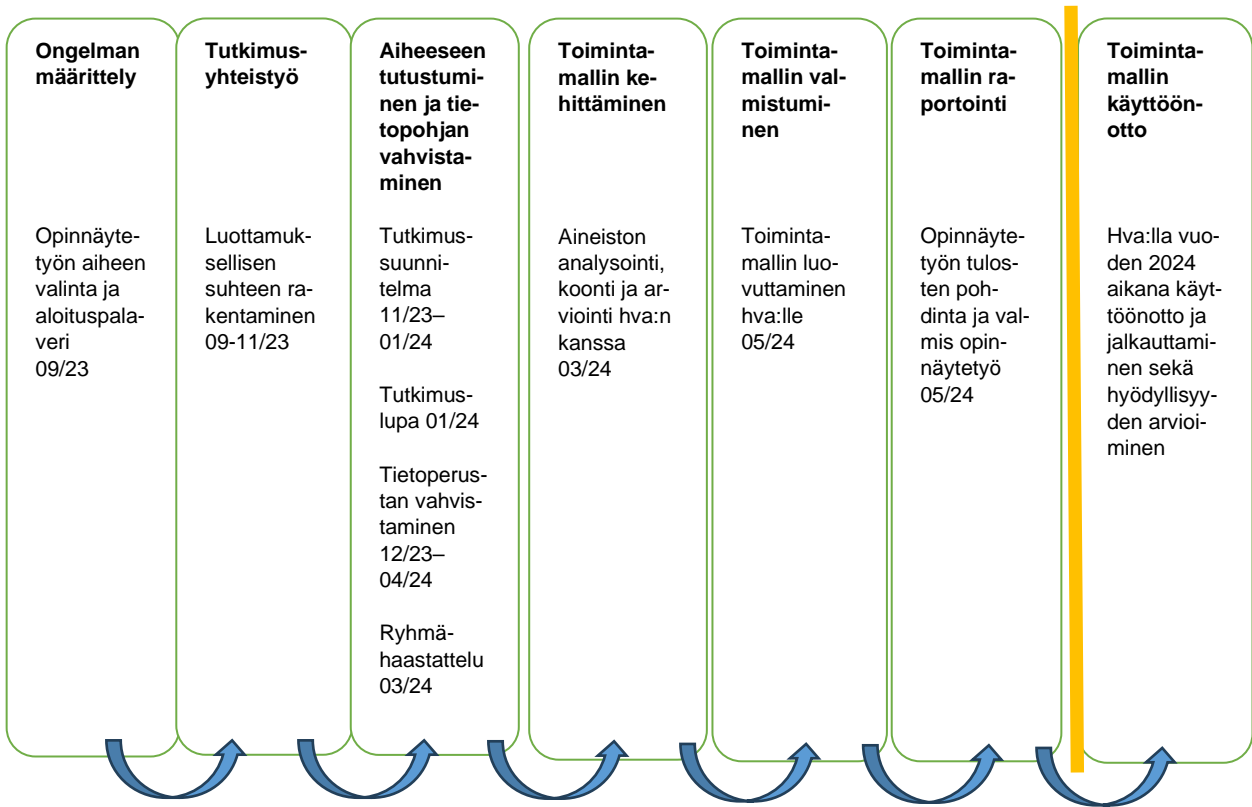 Ongelman
määrittely
Opinnäyte-
työn aiheen
valinta ja
aloituspala-
veri
09/23
Tutkimus-
yhteistyö
Luottamuk-
sellisen
suhteen ra-
kentaminen
09-11/23
Aiheeseen
tutustumi-
nen ja tie-
topohjan
vahvista-
minen
Tutkimus-
suunni-
telma
11/23–
01/24
Tutkimus-
lupa 01/24
Tietoperus-
tan vahvis-
taminen
12/23–
04/24
Ryhmä-
haastattelu
03/24
Toiminta-
mallin ke-
hittäminen
Aineiston
analysointi,
koonti ja ar-
viointi hva:n
kanssa
03/24
Toiminta-
mallin val-
mistumi-
nen
Toiminta-
mallin luo-
vuttaminen
hva:lle
05/24
Toiminta-
mallin ra-
portointi
Opinnäyte-
työn tulos-
ten poh-
dinta ja val-
mis opin-
näytetyö
05/24
Toiminta-
mallin
käyttöön-
otto
Hva:lla vuo-
den 2024
aikana käyt-
töönotto ja
jalkauttami-
nen sekä
hyödyllisyy-
den arvioi-
minen